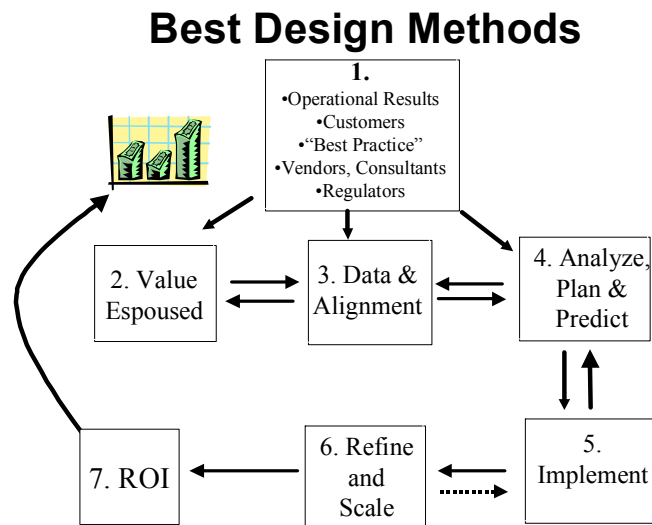 Best Design Methods
1.
•Operational Results
•Customers
•“Best Practice”
•Vendors, Consultants
•Regulators
2. Value
Espoused
3. Data &
Alignment
4. Analyze,
Plan &
Predict
5.
Implement
6. Refine
and
Scale
7. ROI